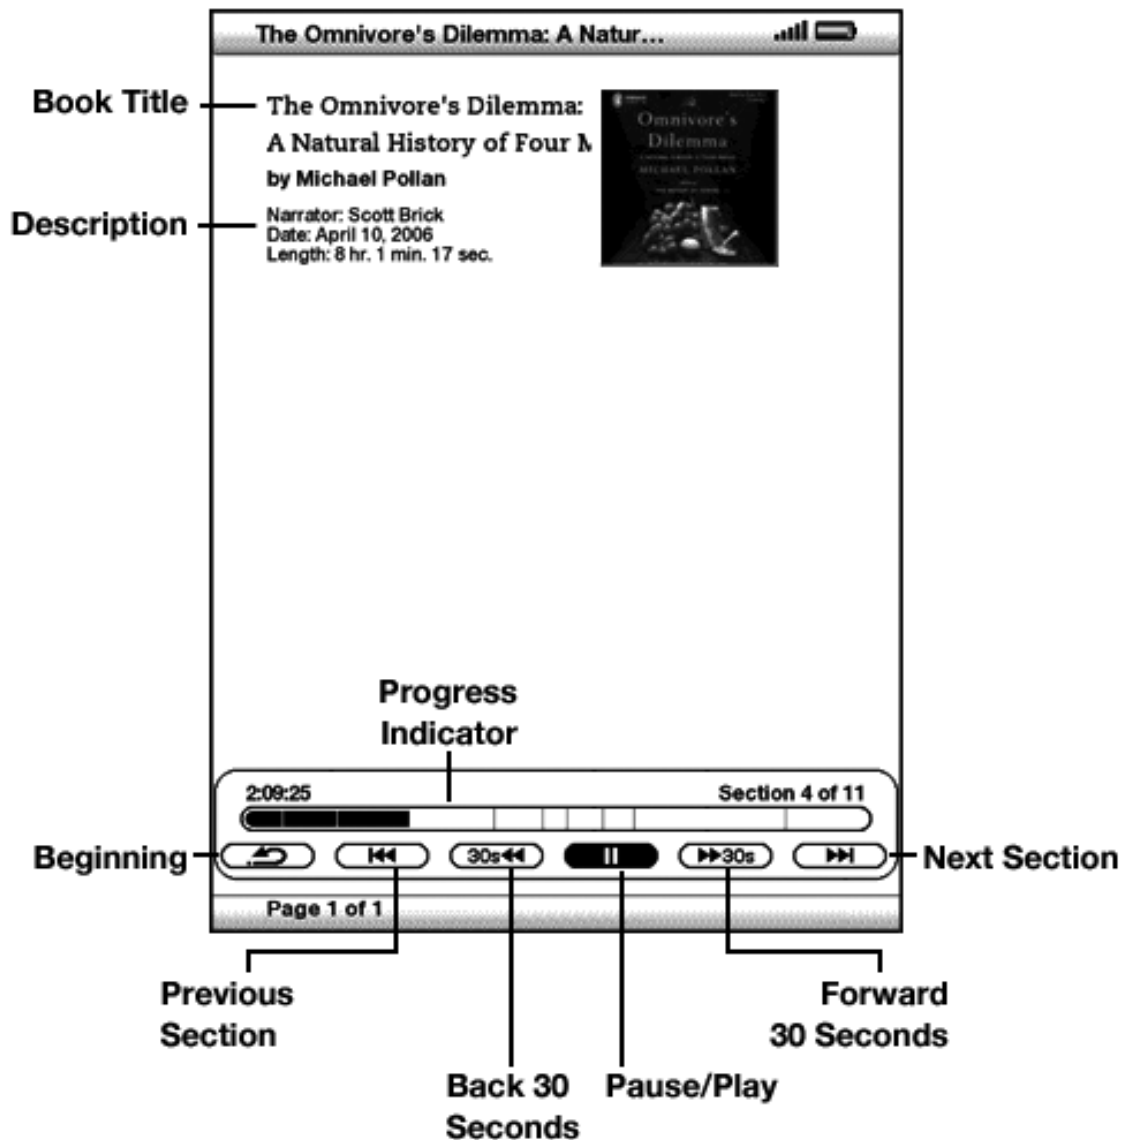 The Omnivore's Dilemma: A Natur...
Book Title
The Omnivore's Dilemma:
A Natural History of Four M
by Michael Pollan
Description
Narrator: Scott Brick
Date: April 10, 2006
Length: 8 hr. 1 min. 17 sec.
Omnivore's
Dilemma
MICHAEL POLLAN
Progress
Indicator
2:09:25
Section 4 of 11
Beginning
30s
30s
Next Section
Page 1 of 1
Previous
Section
Forward
30 Seconds
Back 30
Seconds
Pause/Play